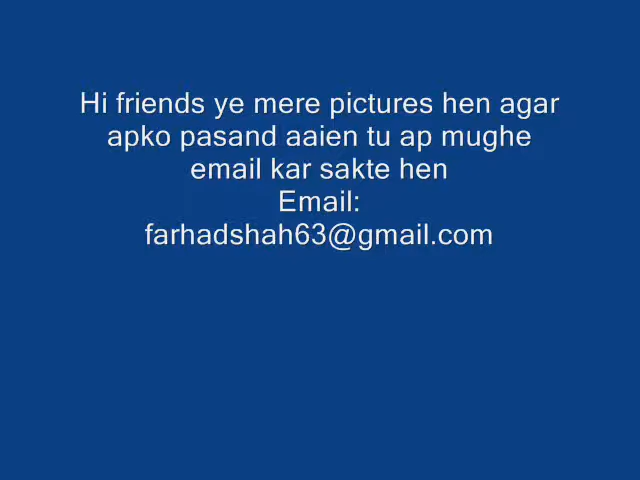 Hi friends ye mere pictures hen agar
apko pasand aaien tu ap mughe
email kar sakte hen
Email:
farhadshah63@gmail.com